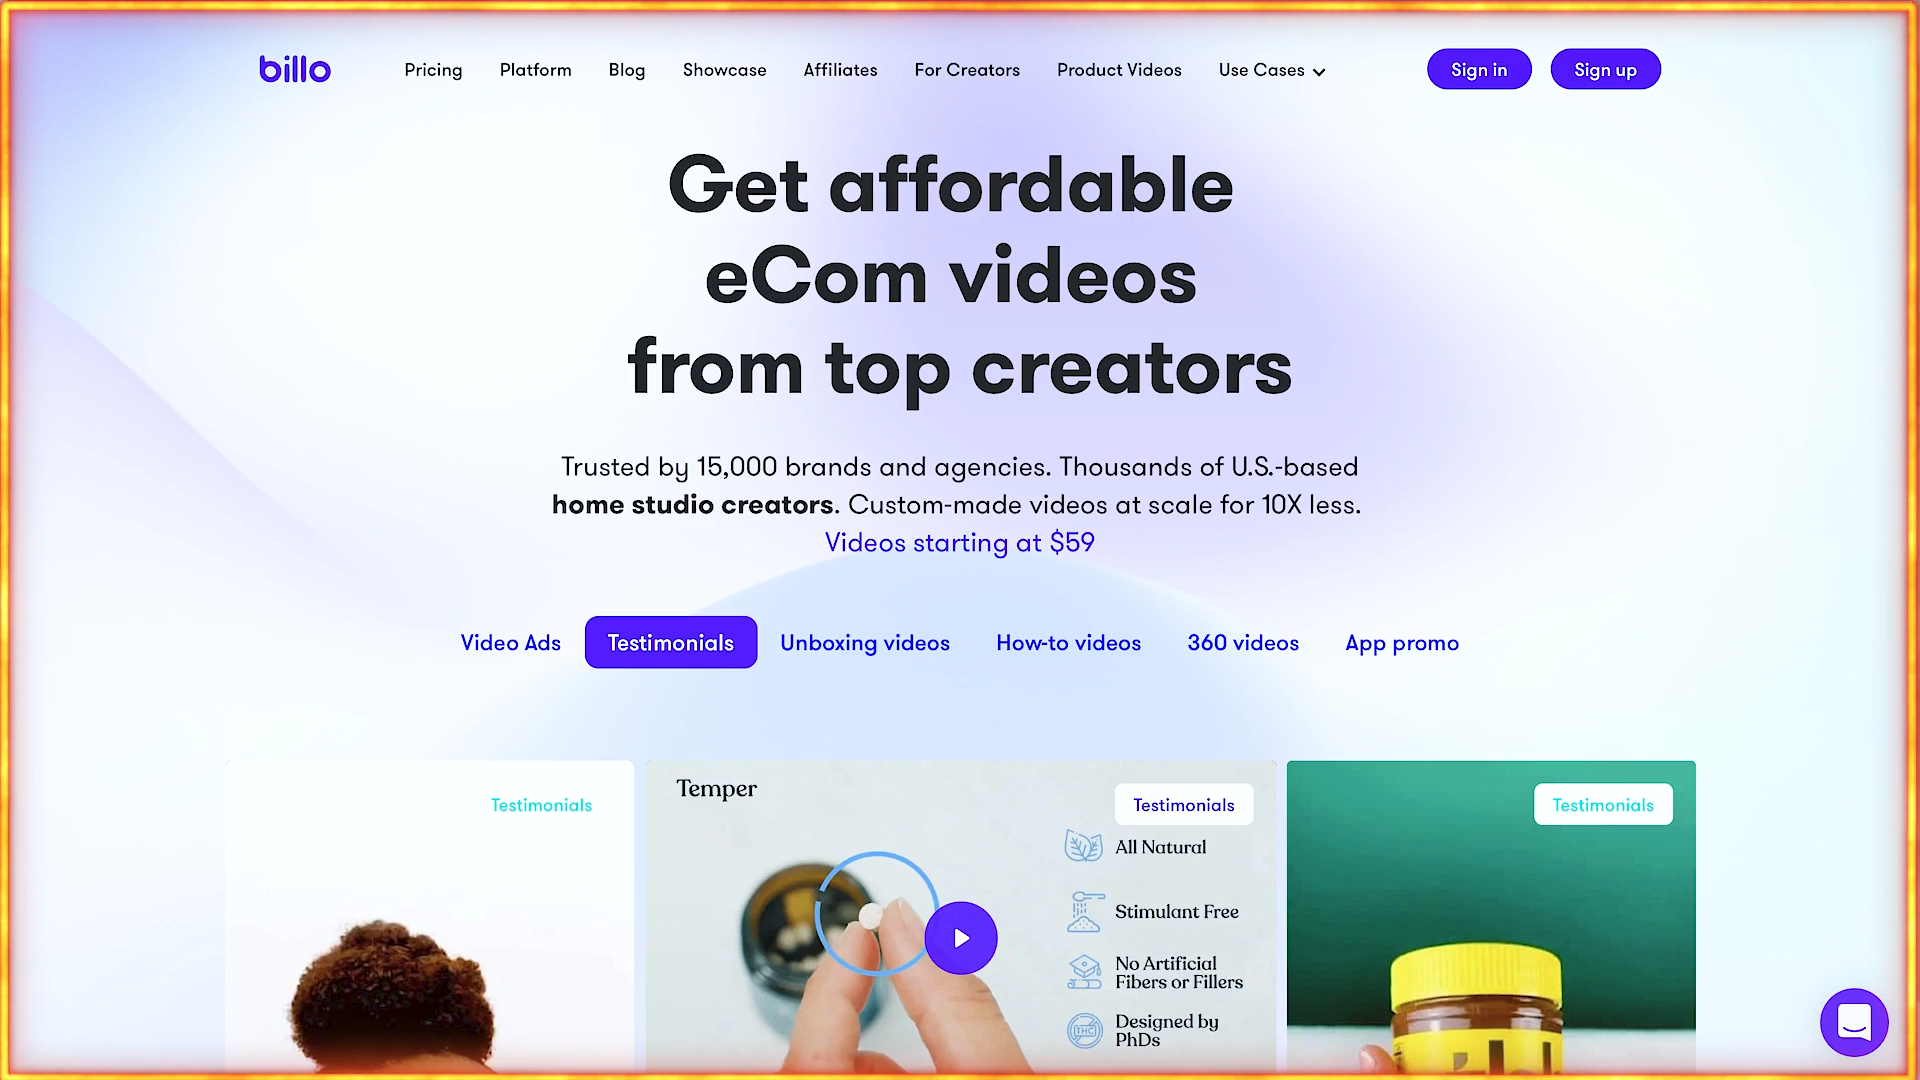 billo
Pricing
Platform
Blog
Showcase
Affiliates
For Creators
Product Videos
Use Cases
Sign in
Sign up
Get affordable
eCom videos
from top creators
Trusted by 15,000 brands and agencies. Thousands of U.S.-based
home studio creators. Custom-made videos at scale for 10X less.
Videos starting at $59
Video Ads
Testimonials
Unboxing videos
How-to videos
360 videos
App promo
Testimonials
Temper
Testimonials
All Natural
Stimulant Free
No Artificial
Fibers or Fillers
THC
Designed by
PhDs
Testimonials